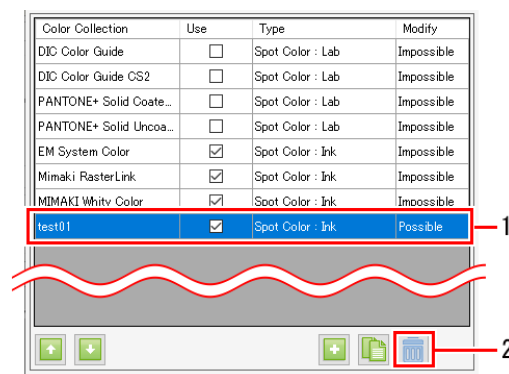 Color Collection Use Type Modify
DIC Color Guide Spot Color : Lab Impossible
DIC Color Guide CS2 Spot Color : Lab Impossible
PANTONE+ Solid Coate... Spot Color : Lab Impossible
PANTONE+ Solid Uncoa... Spot Color : Lab Impossible
EM System Color Spot Color : Ink Impossible
Mimaki RasterLink Spot Color : Ink Impossible
MIMAKI Whity Color Spot Color : Ink Impossible
test01 Spot Color : Ink Possible
1
2